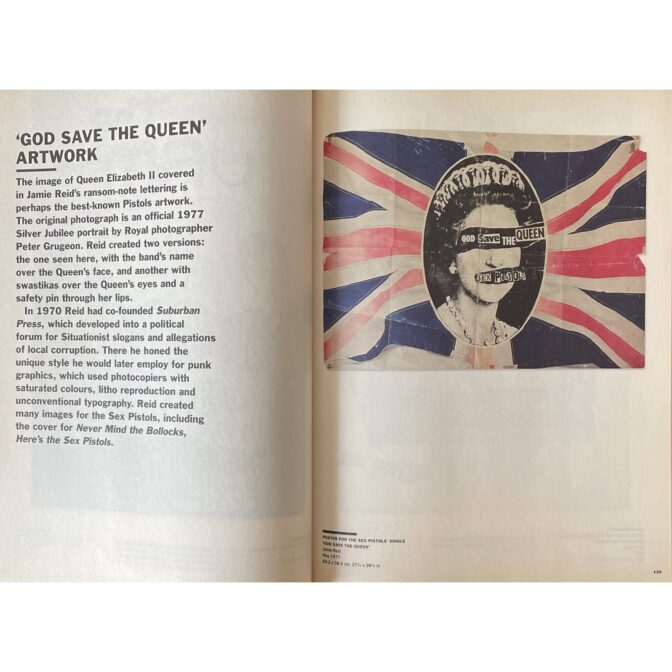 ‘GOD SAVE THE QUEEN’
ARTWORK
The image of Queen Elizabeth II covered
in Jamie Reid's ransom-note lettering is
perhaps the best-known Pistols artwork.
The original photograph is an official 1977
Silver Jubilee portrait by Royal photographer
Peter Grugeon. Reid created two versions:
the one seen here, with the band's name
over the Queen's face, and another with
swastikas over the Queen's eyes and a
safety pin through her lips.
In 1970 Reid had co-founded Suburban
Press, which developed into a political
forum for Situationist slogans and allegations
of local corruption. There he honed the
unique style he would later employ for punk
graphics, which used photocopiers with
saturated colours, litho reproduction and
unconventional typography. Reid created
many images for the Sex Pistols, including
the cover for Never Mind the Bollocks,
Here's the Sex Pistols.
GOD Save THE QUEEN
SEX PISTOLS
POSTER FOR THE SEX PISTOLS' SINGLE
'GOD SAVE THE QUEEN'
Jamie Reid
May 1977